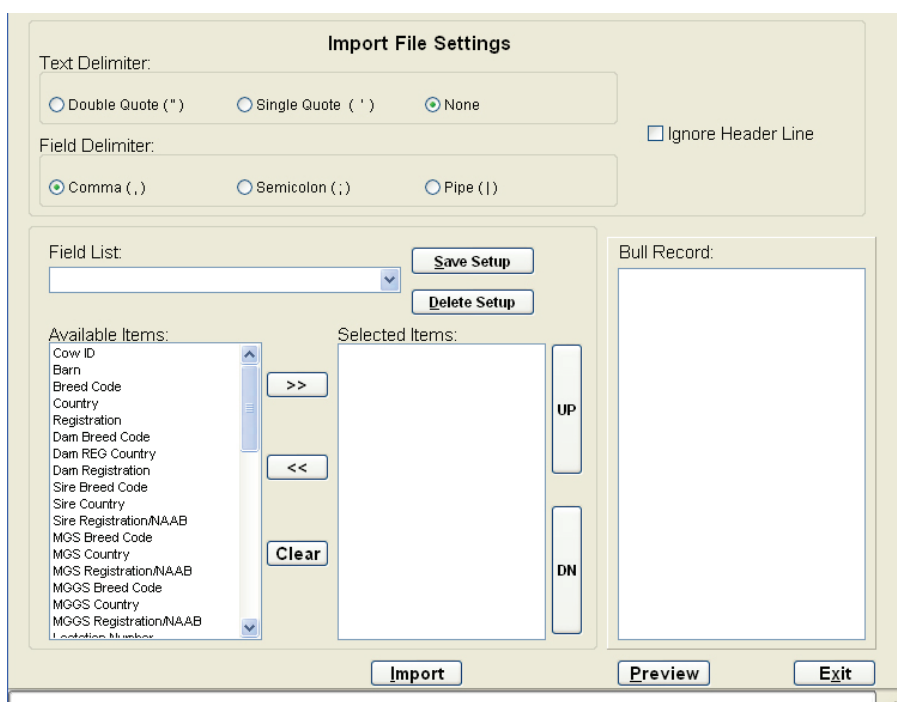 Import File Settings
Text Delimiter:
Double Quote (") Single Quote ( ' ) None
Ignore Header Line
Field Delimiter:
Comma (,) Semicolon (;) Pipe (|)
Field List:
Save Setup
Delete Setup
Bull Record:
Available Items:
Cow ID
Barn
Breed Code
Country
Registration
Dam Breed Code
Dam REG Country
Dam Registration
Sire Breed Code
Sire Country
Sire Registration/NAAB
MGS Breed Code
MGS Country
MGS Registration/NAAB
MGGS Breed Code
MGGS Country
MGGS Registration/NAAB
Lactation Number
>>
<<
Clear
Selected Items:
UP
DN
Import
Preview
Exit